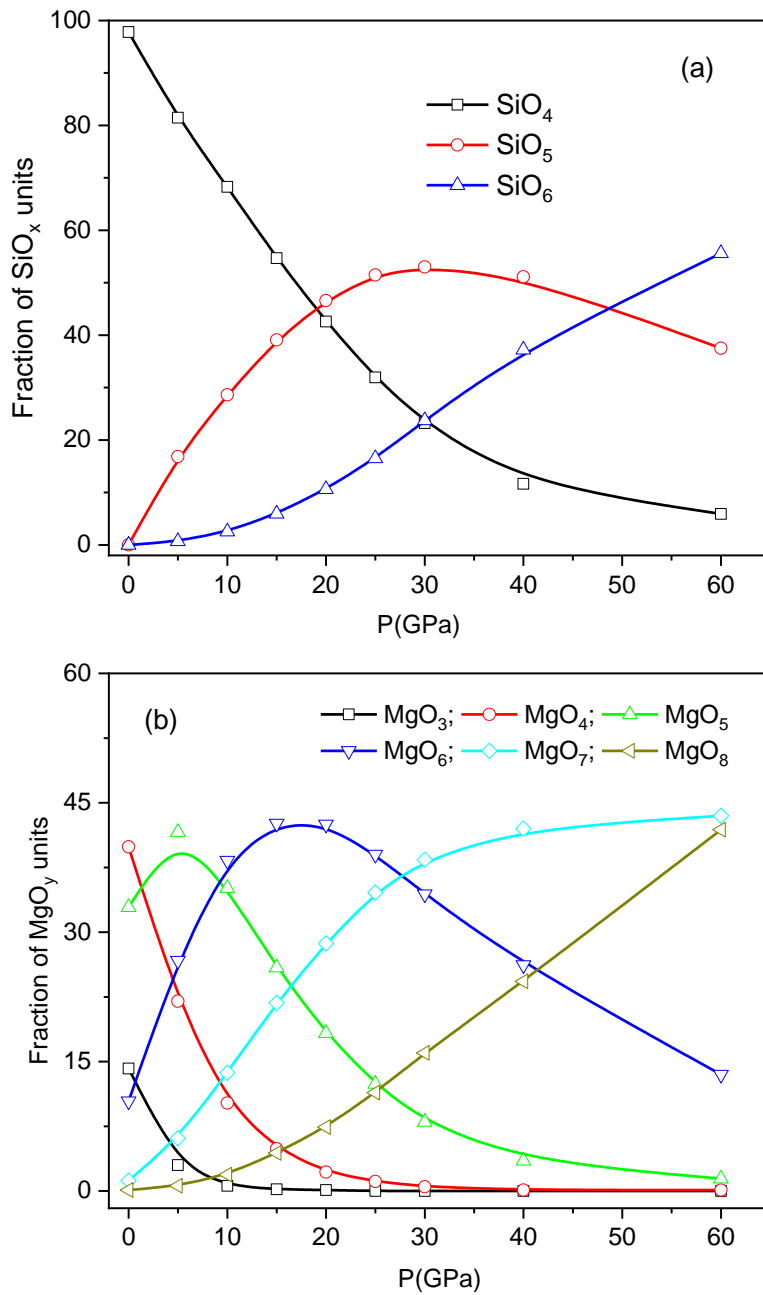 (a)
SiO₄
SiO₅
SiO₆
100
80
60
40
20
0
Fraction of SiOₓ units
0 10 20 30 40 50 60
P(GPa)
(b)
MgO₃; MgO₄; MgO₅
MgO₆; MgO₇; MgO₈
60
45
30
15
0
Fraction of MgOᵧ units
0 10 20 30 40 50 60
P(GPa)